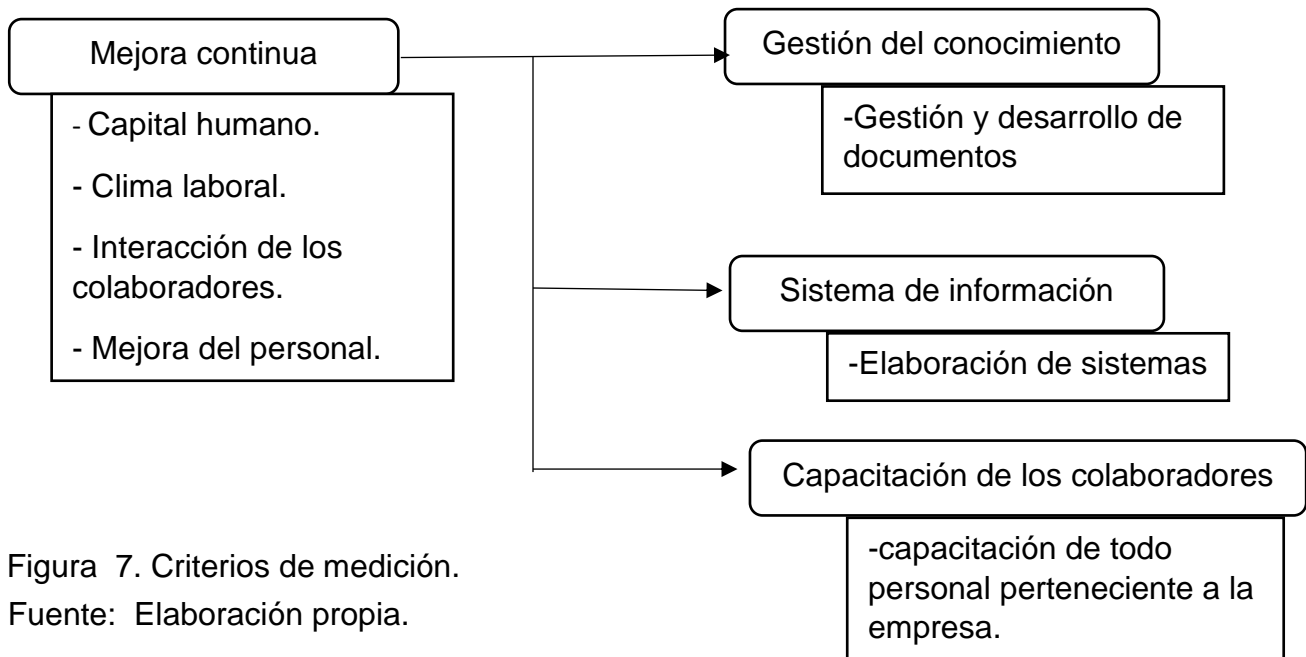 Mejora continua
- Capital humano.
- Clima laboral.
- Interacción de los
colaboradores.
- Mejora del personal.
Gestión del conocimiento
-Gestión y desarrollo de
documentos
Sistema de información
-Elaboración de sistemas
Capacitación de los colaboradores
-capacitación de todo
personal perteneciente a la
empresa.
Figura 7. Criterios de medición.
Fuente: Elaboración propia.